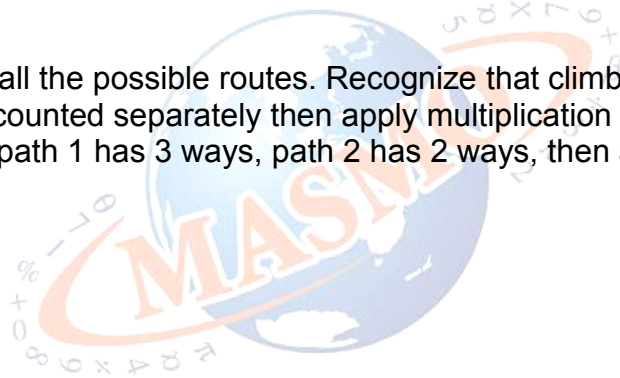 all the possible routes. Recognize that climb
counted separately then apply multiplication
path 1 has 3 ways, path 2 has 2 ways, then
MASMO